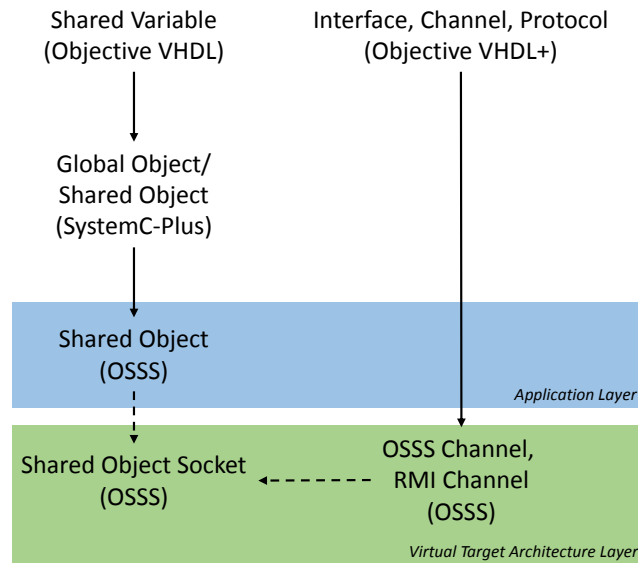 Shared Variable
(Objective VHDL)
Interface, Channel, Protocol
(Objective VHDL+)
Global Object/
Shared Object
(SystemC-Plus)
Shared Object
(OSSS)
Application Layer
Shared Object Socket
(OSSS)
OSSS Channel,
RMI Channel
(OSSS)
Virtual Target Architecture Layer